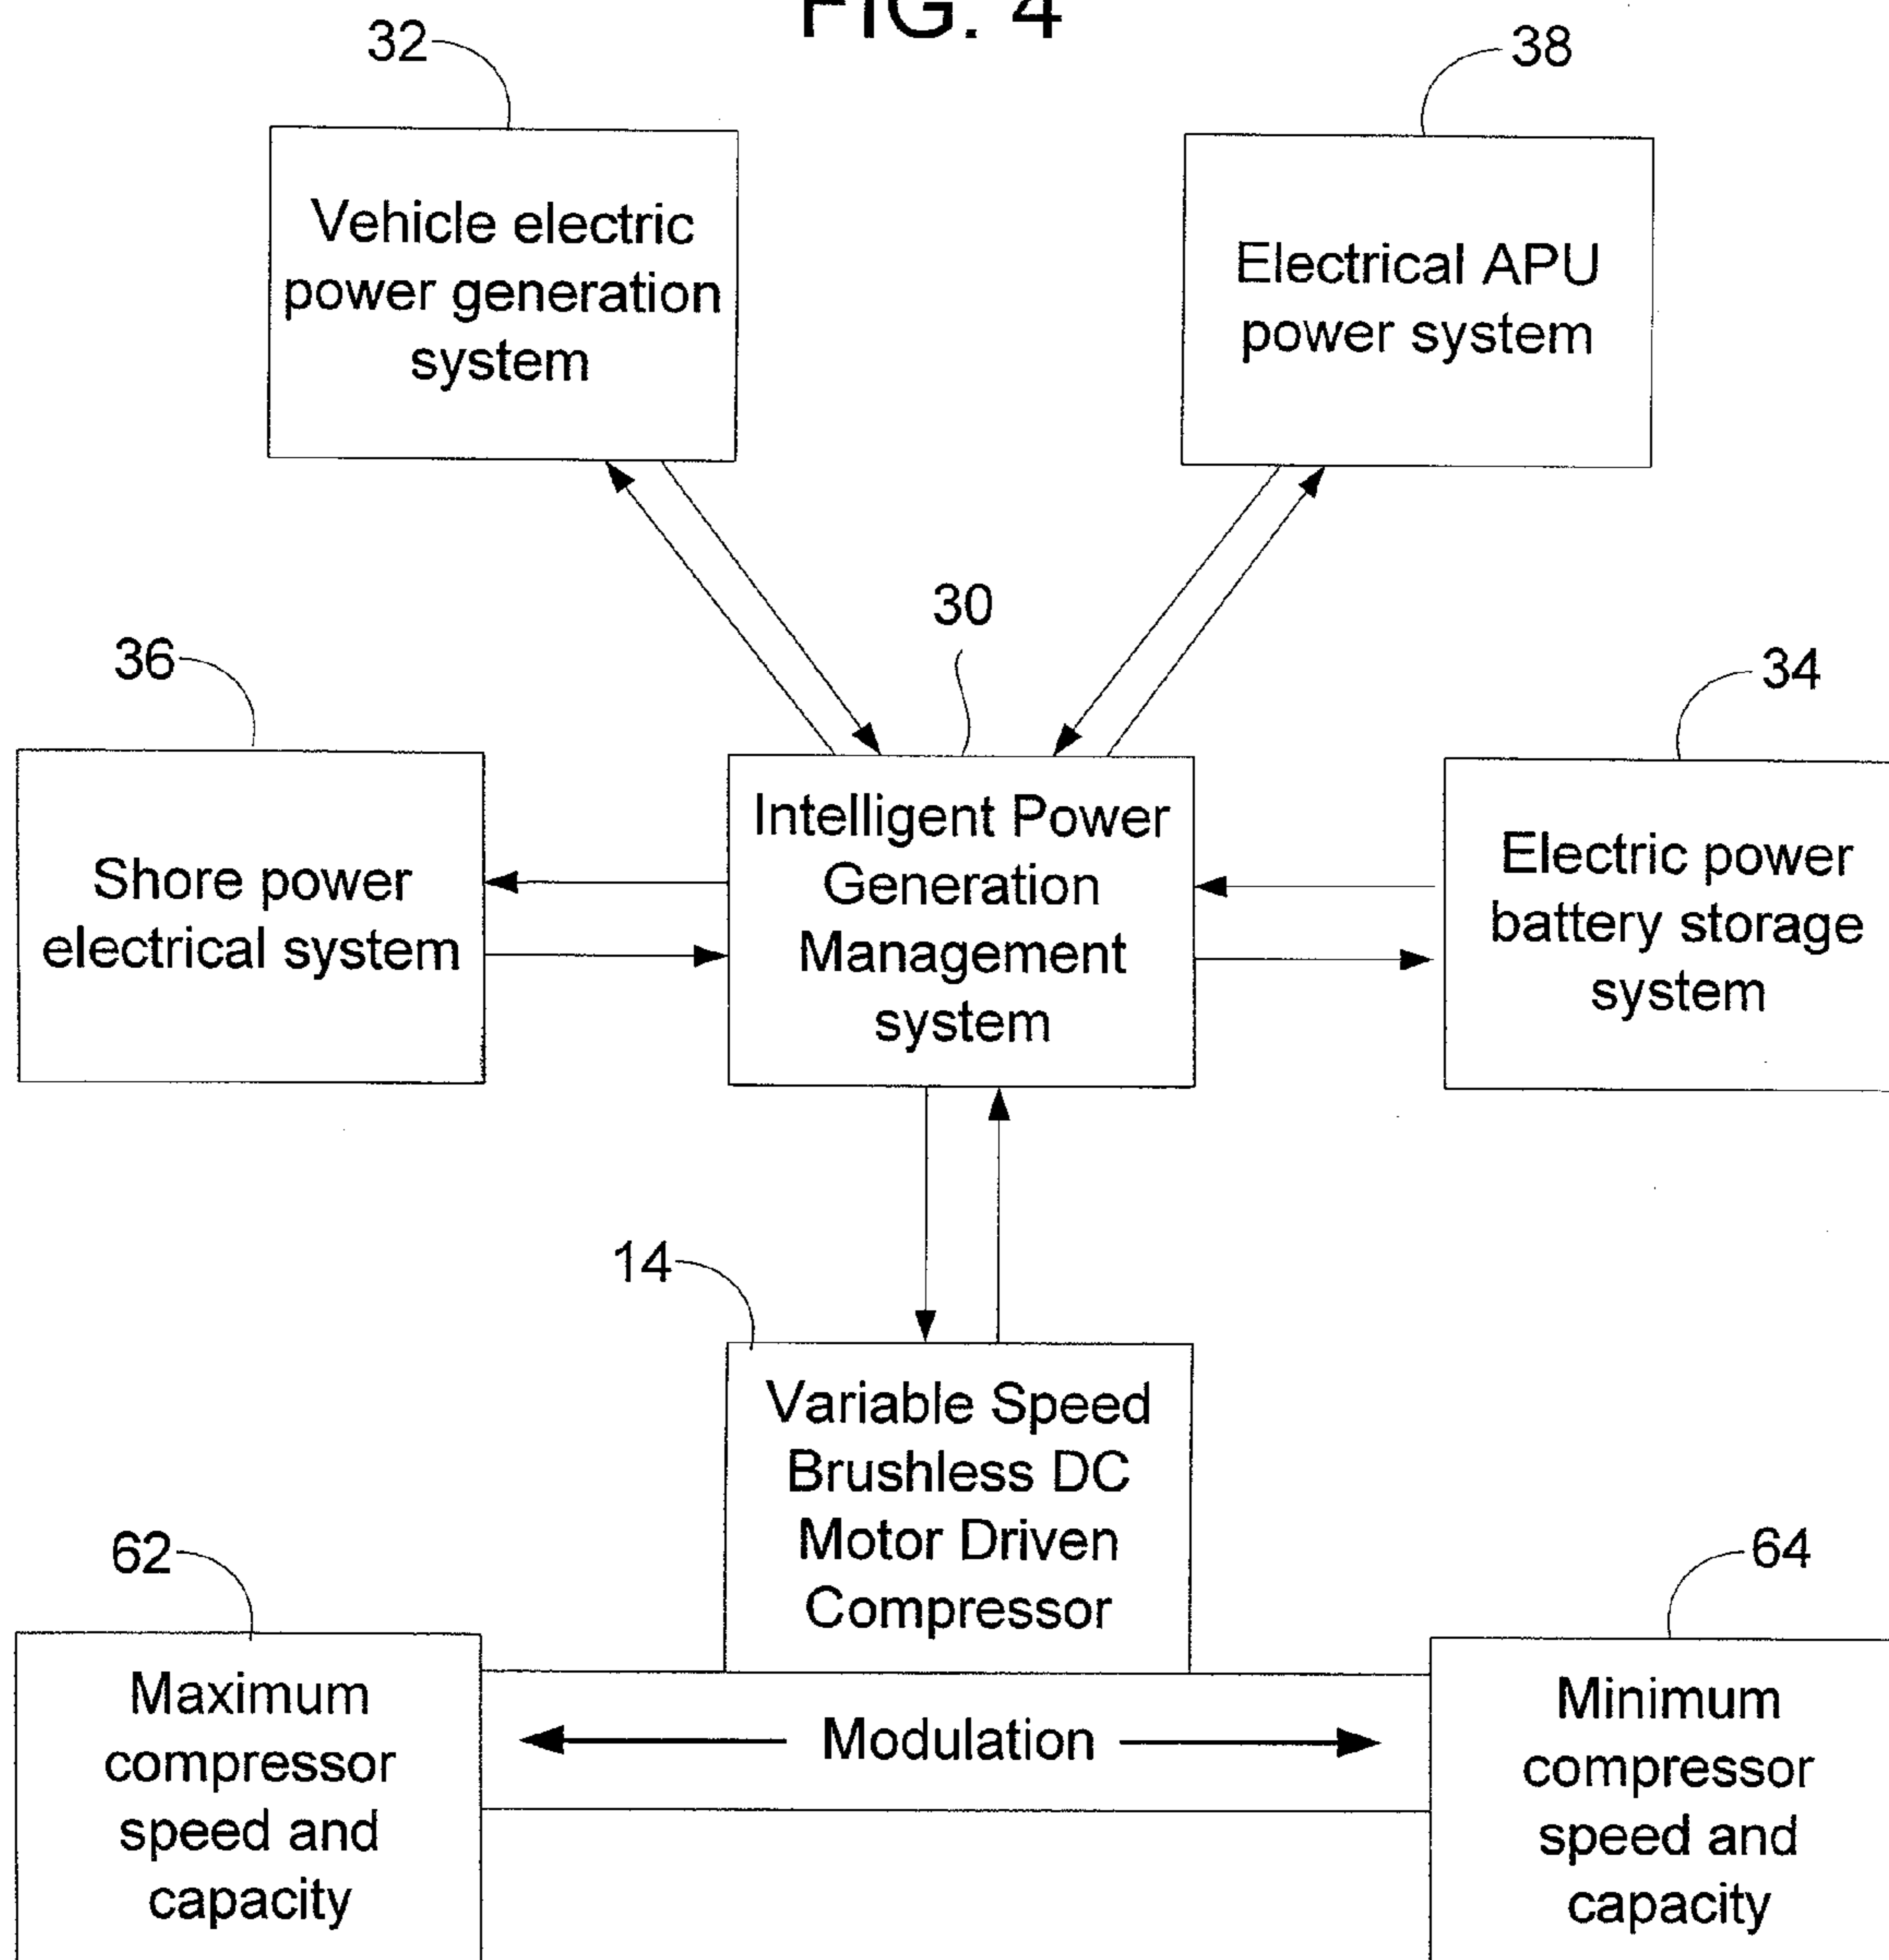 FIG. 4
32
38
Vehicle electric
power generation
system
Electrical APU
power system
30
36
34
Shore power
electrical system
Intelligent Power
Generation
Management
system
Electric power
battery storage
system
14
Variable Speed
Brushless DC
Motor Driven
Compressor
62
64
Maximum
compressor
speed and
capacity
Modulation
Minimum
compressor
speed and
capacity